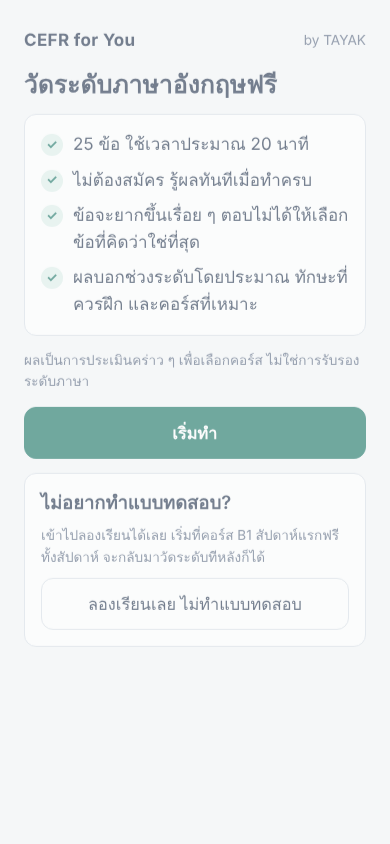 CEFR for You
by TAYAK
วัดระดับภาษาอังกฤษฟรี
25 ข้อ ใช้เวลาประมาณ 20 นาที
ไม่ต้องสมัคร รู้ผลทันทีเมื่อทำครบ
ข้อจะยากขึ้นเรื่อย ๆ ตอบไม่ได้ให้เลือก
ข้อที่คิดว่าใช่ที่สุด
ผลบอกช่วงระดับโดยประมาณ ทักษะที่
ควรฝึก และคอร์สที่เหมาะ
ผลเป็นการประเมินคร่าว ๆ เพื่อเลือกคอร์ส ไม่ใช่การรับรอง
ระดับภาษา
เริ่มทำ
ไม่อยากทำแบบทดสอบ?
เข้าไปลองเรียนได้เลย เริ่มที่คอร์ส B1 สัปดาห์แรกฟรี
ทั้งสัปดาห์ จะกลับมาวัดระดับทีหลังก็ได้
ลองเรียนเลย ไม่ทำแบบทดสอบ